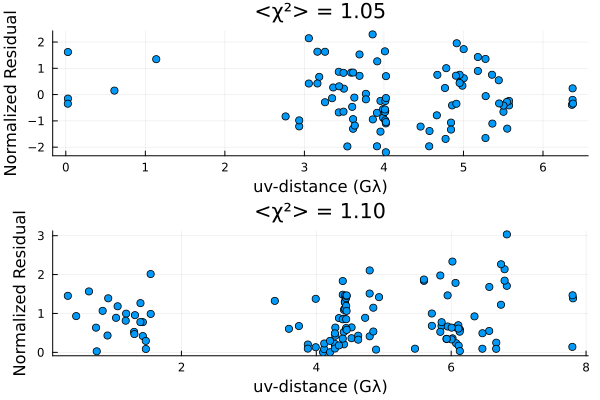 <χ²> = 1.05
Normalized Residual
2
1
0
−1
−2
0 1 2 3 4 5 6
uv-distance (Gλ)
<χ²> = 1.10
Normalized Residual
3
2
1
0
2 4 6 8
uv-distance (Gλ)